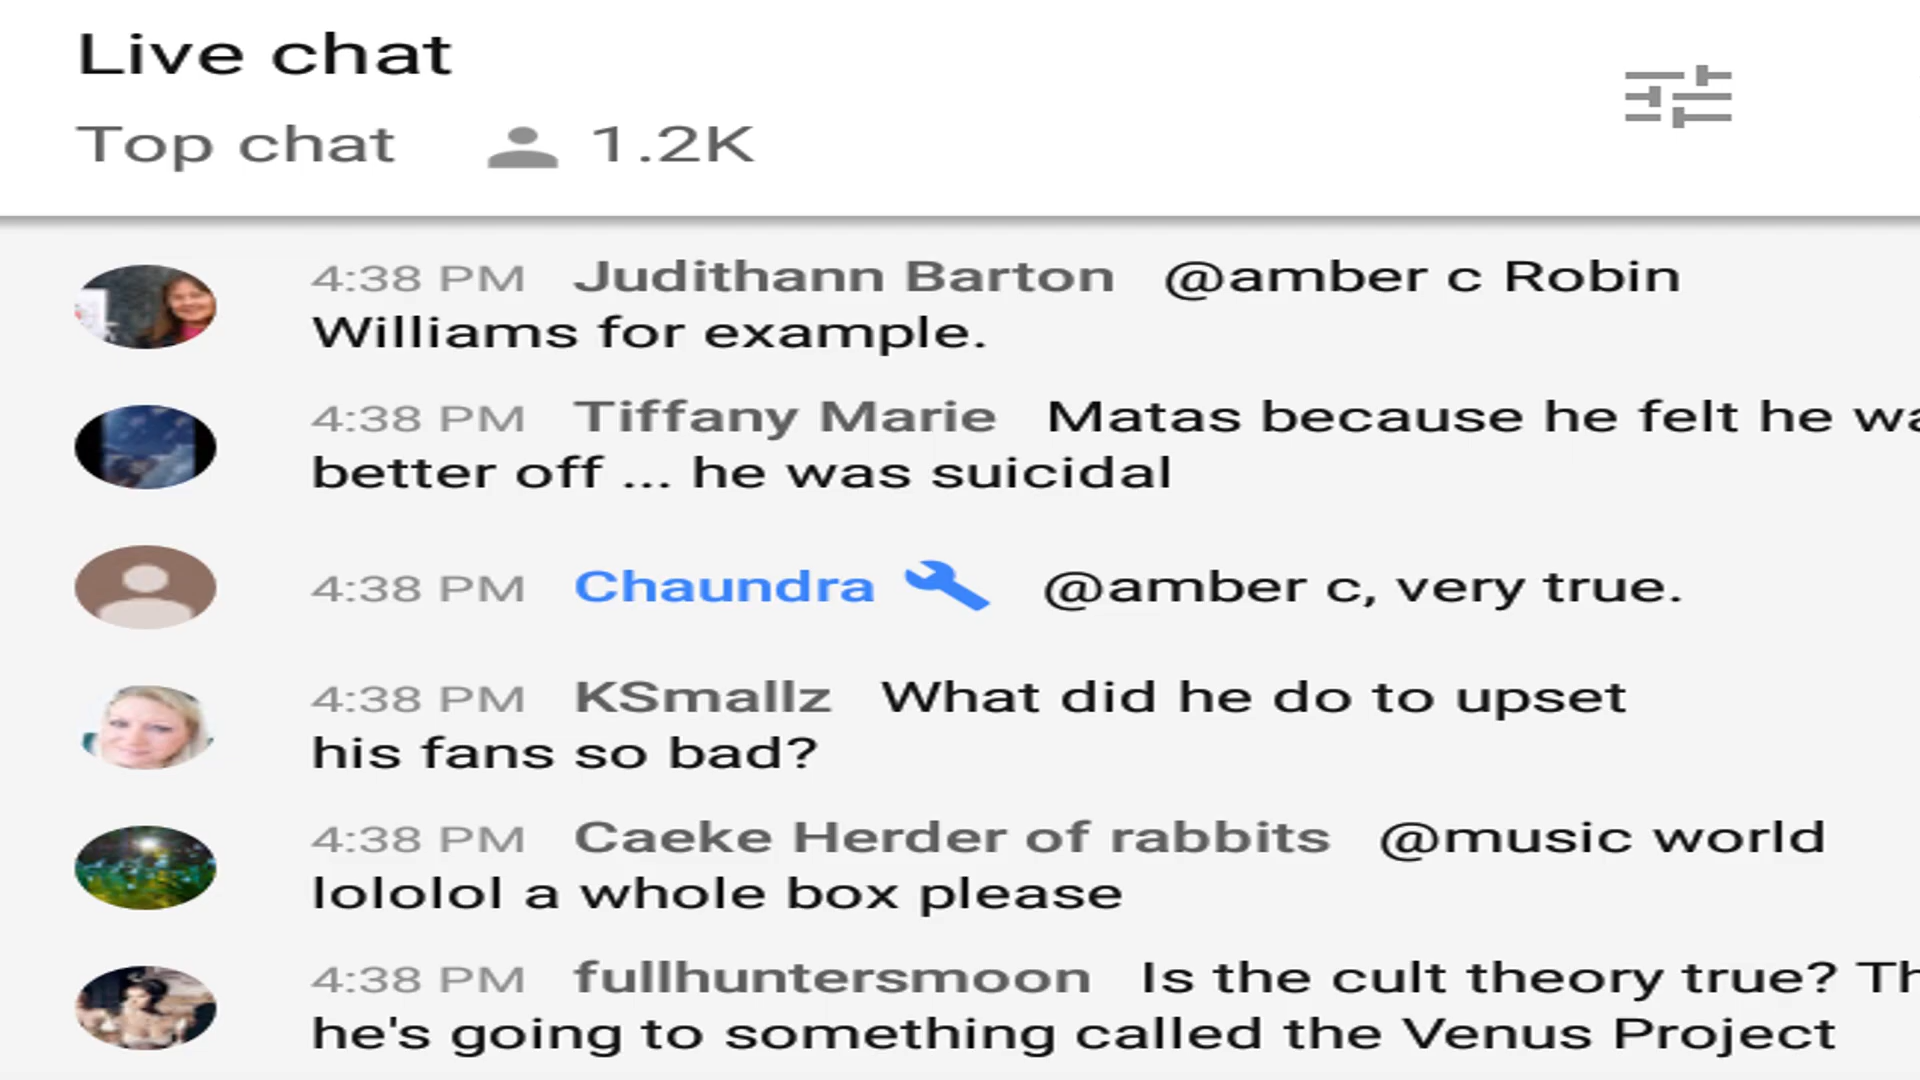 Live chat
Top chat 1.2K
4:38 PM Judithann Barton @amber c Robin
Williams for example.
4:38 PM Tiffany Marie Matas because he felt he
better off ... he was suicidal
4:38 PM Chaundra @amber c, very true.
4:38 PM KSmallz What did he do to upset
his fans so bad?
4:38 PM Caeke Herder of rabbits @music world
lololol a whole box please
4:38 PM fullhuntersmoon Is the cult theory true?
he's going to something called the Venus Project